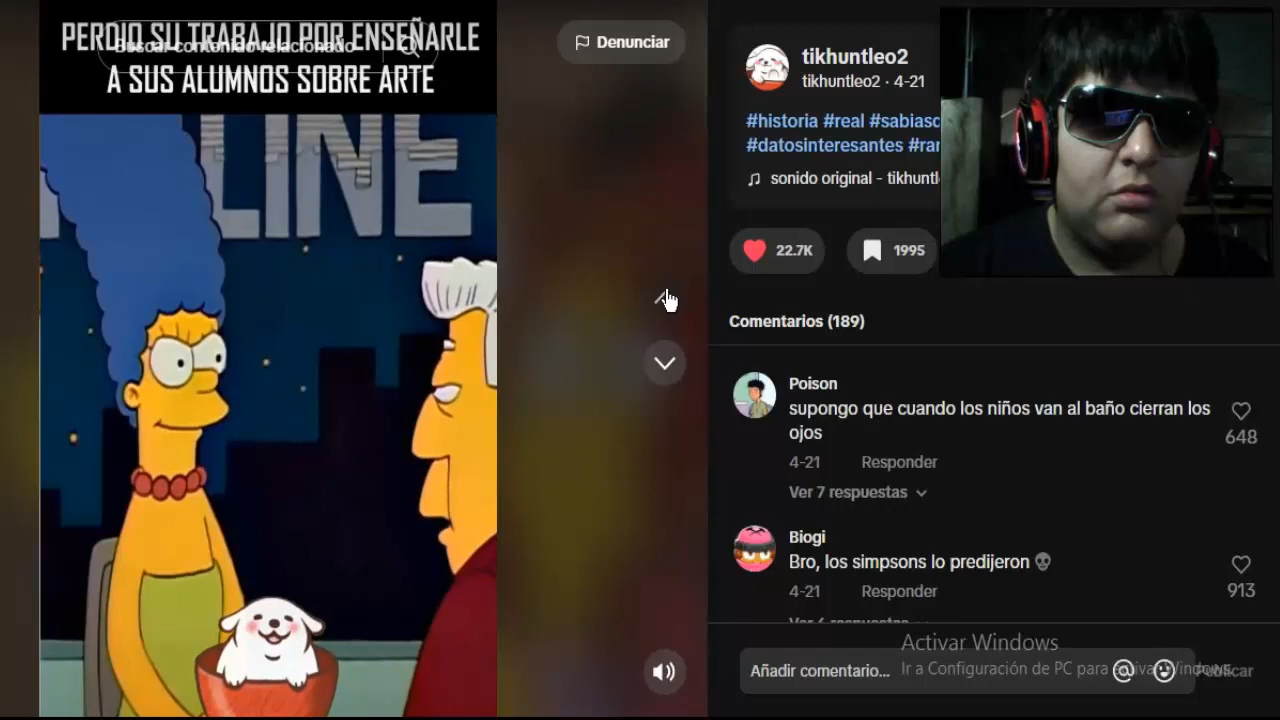 PERDIO SU TRABAJO POR ENSEÑARLE
A SUS ALUMNOS SOBRE ARTE
Buscar contenido relacionado
LINE
Denunciar
tikhuntleo2
tikhuntleo2 · 4-21
#historia #real #sabiasq
#datosinteresantes #rar
sonido original - tikhuntl
22.7K
1995
Comentarios (189)
Poison
supongo que cuando los niños van al baño cierran los
ojos
648
4-21 Responder
Ver 7 respuestas
Biogi
Bro, los simpsons lo predijeron 💀
913
4-21 Responder
Activar Windows
Ir a Configuración de PC para activar Windows.
Añadir comentario...
Publicar